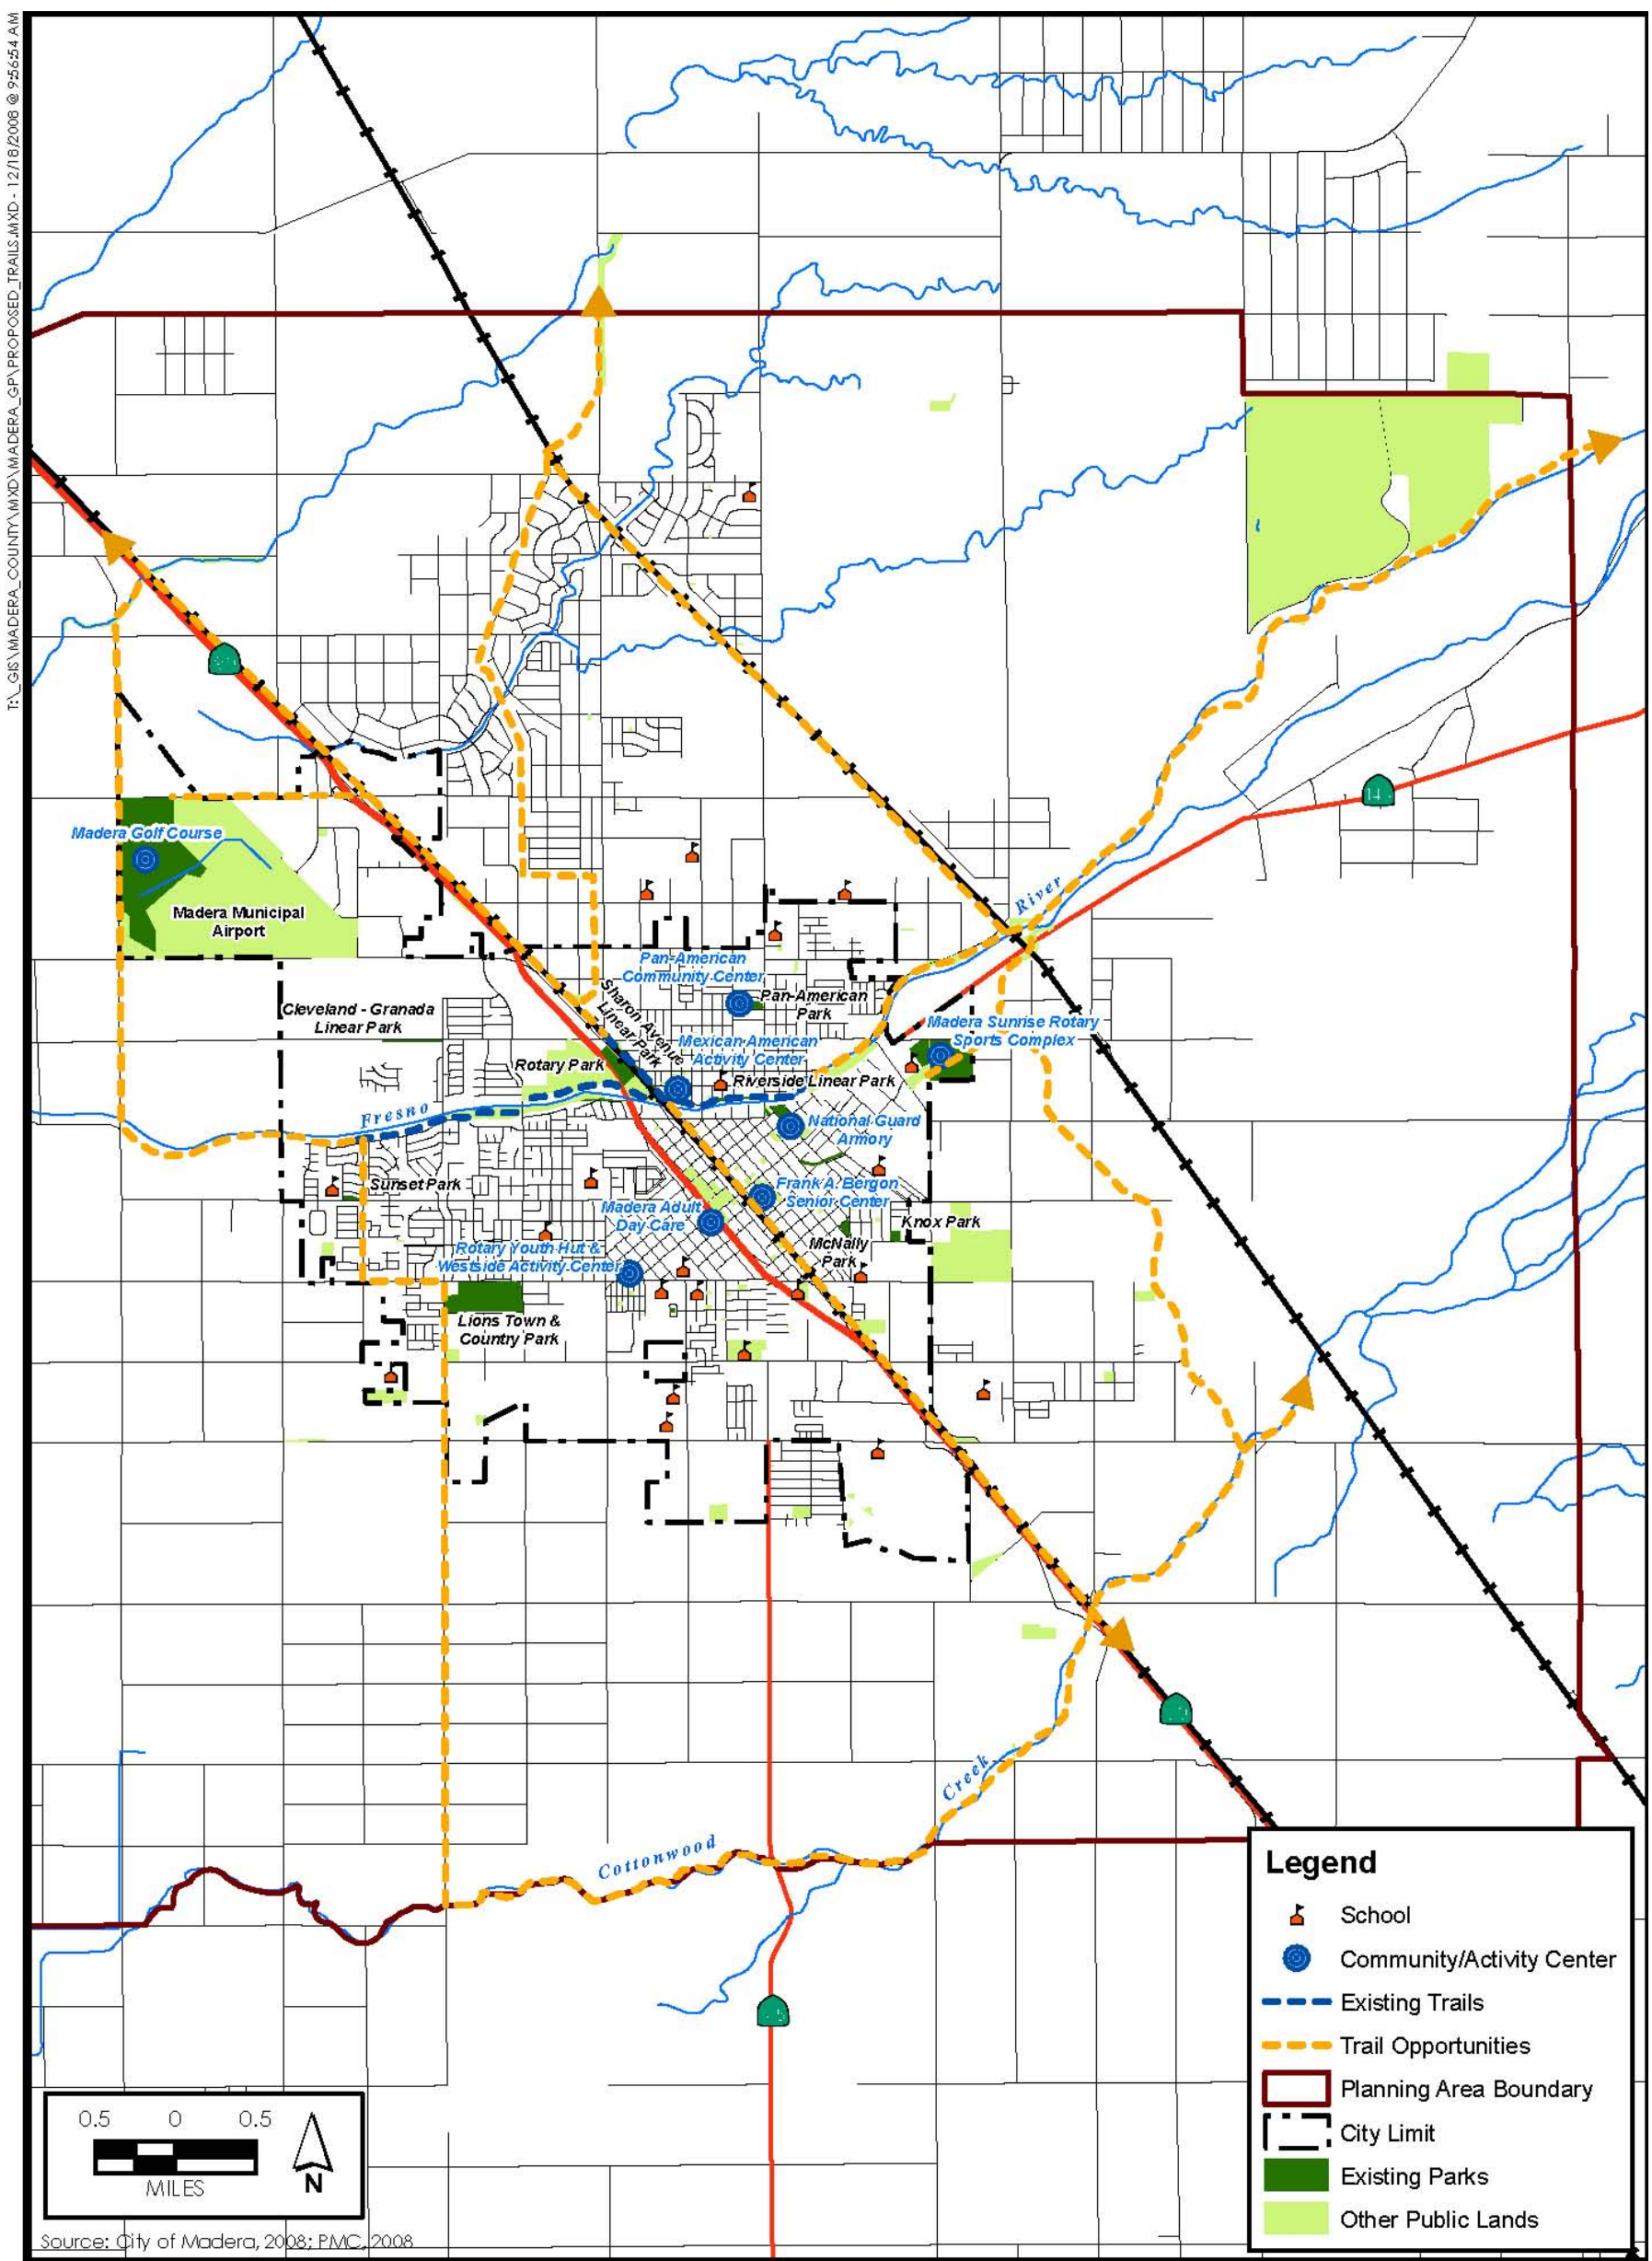 T:\_GIS\MADERA_COUNTY\MXD\MADERA_GP\PROPOSED_TRAILS.MXD - 12/18/2008 @ 9:56:54 AM
River
Madera Golf Course
Madera Municipal
Airport
Pan-American
Community Center
Pan-American
Park
Cleveland - Granada
Linear Park
Sharon Avenue
Linear Park
Madera Sunrise Rotary
Sports Complex
Mexican American
Activity Center
Rotary Park
Riverside Linear Park
Fresno
National Guard
Armory
Sunset Park
Frank A. Bergon
Senior Center
Madera Adult
Day Care
Knox Park
McNally
Park
Rotary Youth Hut &
Westside Activity Center
Lions Town &
Country Park
Creek
Cottonwood
Legend
School
Community/Activity Center
Existing Trails
Trail Opportunities
Planning Area Boundary
City Limit
Existing Parks
Other Public Lands
0.5 0 0.5
MILES
N
Source: City of Madera, 2008; PMC, 2008